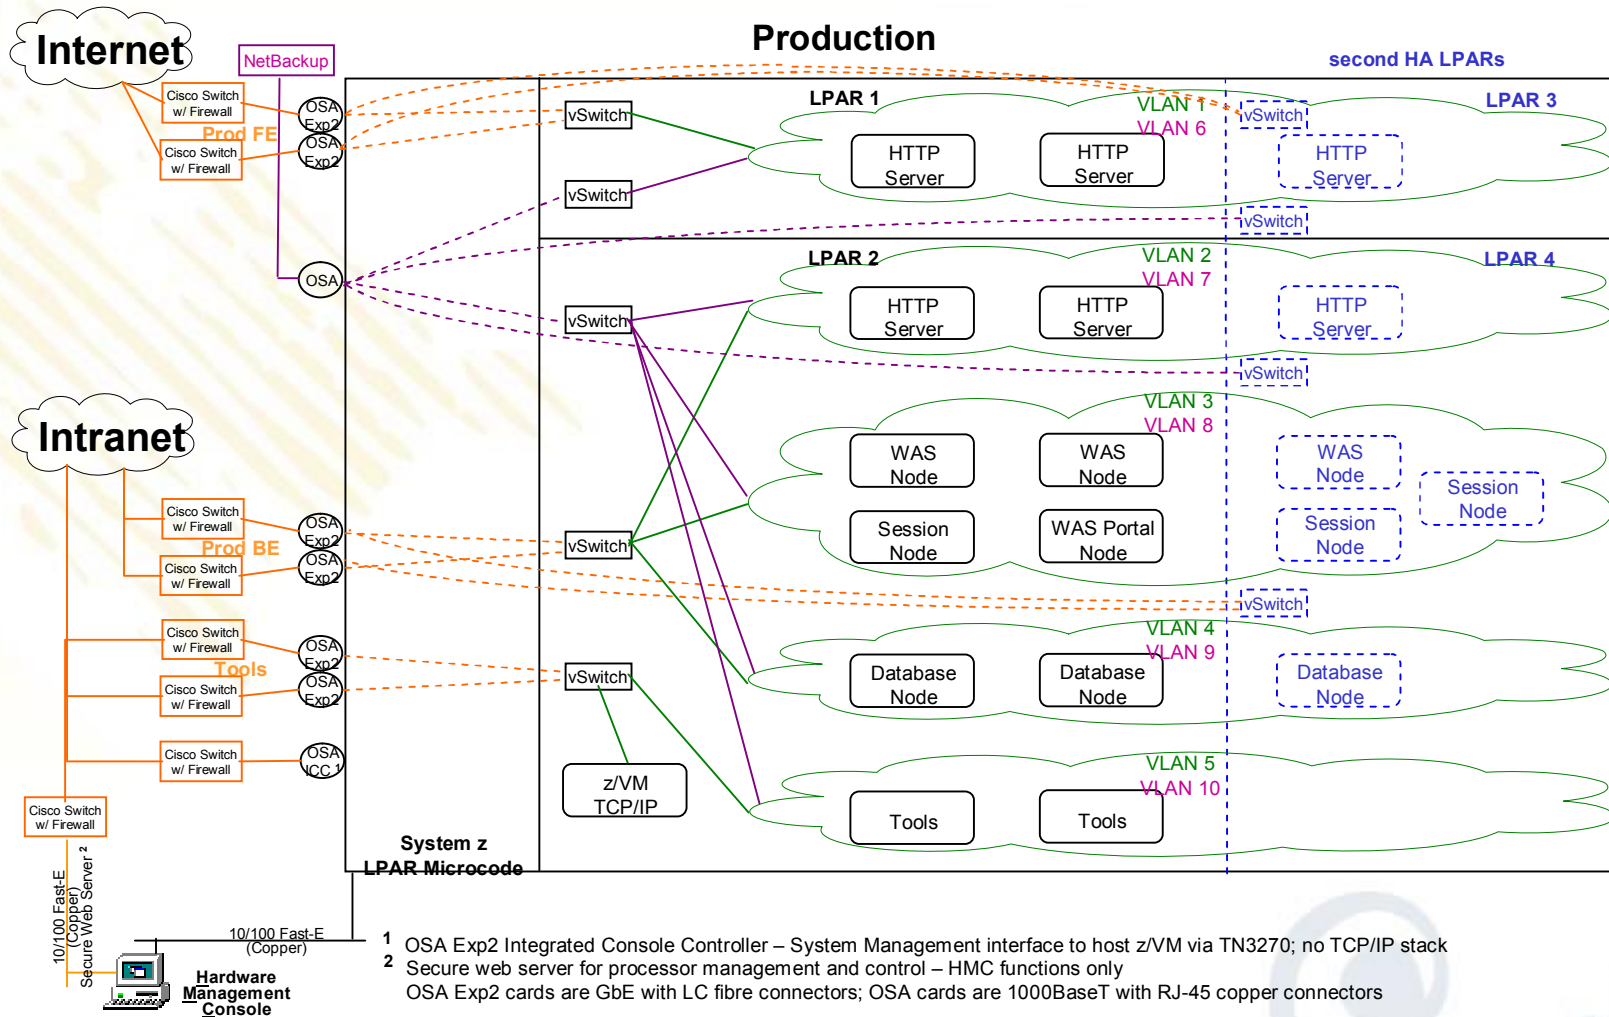 Production
Internet
NetBackup
second HA LPARs
Cisco Switch
w/ Firewall
Prod FE
Cisco Switch
w/ Firewall
OSA
Exp2
OSA
Exp2
vSwitch
LPAR 1
VLAN 1
VLAN 6
vSwitch
LPAR 3
HTTP
Server
HTTP
Server
HTTP
Server
vSwitch
vSwitch
OSA
LPAR 2
VLAN 2
VLAN 7
LPAR 4
vSwitch
HTTP
Server
HTTP
Server
HTTP
Server
vSwitch
Intranet
VLAN 3
VLAN 8
WAS
Node
WAS
Node
WAS
Node
Session
Node
Session
Node
WAS Portal
Node
Session
Node
Cisco Switch
w/ Firewall
Prod BE
Cisco Switch
w/ Firewall
OSA
Exp2
OSA
Exp2
vSwitch
vSwitch
Cisco Switch
w/ Firewall
Tools
Cisco Switch
w/ Firewall
OSA
Exp2
OSA
Exp2
vSwitch
VLAN 4
VLAN 9
Database
Node
Database
Node
Database
Node
Cisco Switch
w/ Firewall
OSA
ICC 1
z/VM
TCP/IP
VLAN 5
VLAN 10
Tools
Tools
Cisco Switch
w/ Firewall
System z
LPAR Microcode
10/100 Fast-E
(Copper)
Secure Web Server 2
10/100 Fast-E
(Copper)
Hardware
Management
Console
1 OSA Exp2 Integrated Console Controller – System Management interface to host z/VM via TN3270; no TCP/IP stack
2 Secure web server for processor management and control – HMC functions only
OSA Exp2 cards are GbE with LC fibre connectors; OSA cards are 1000BaseT with RJ-45 copper connectors